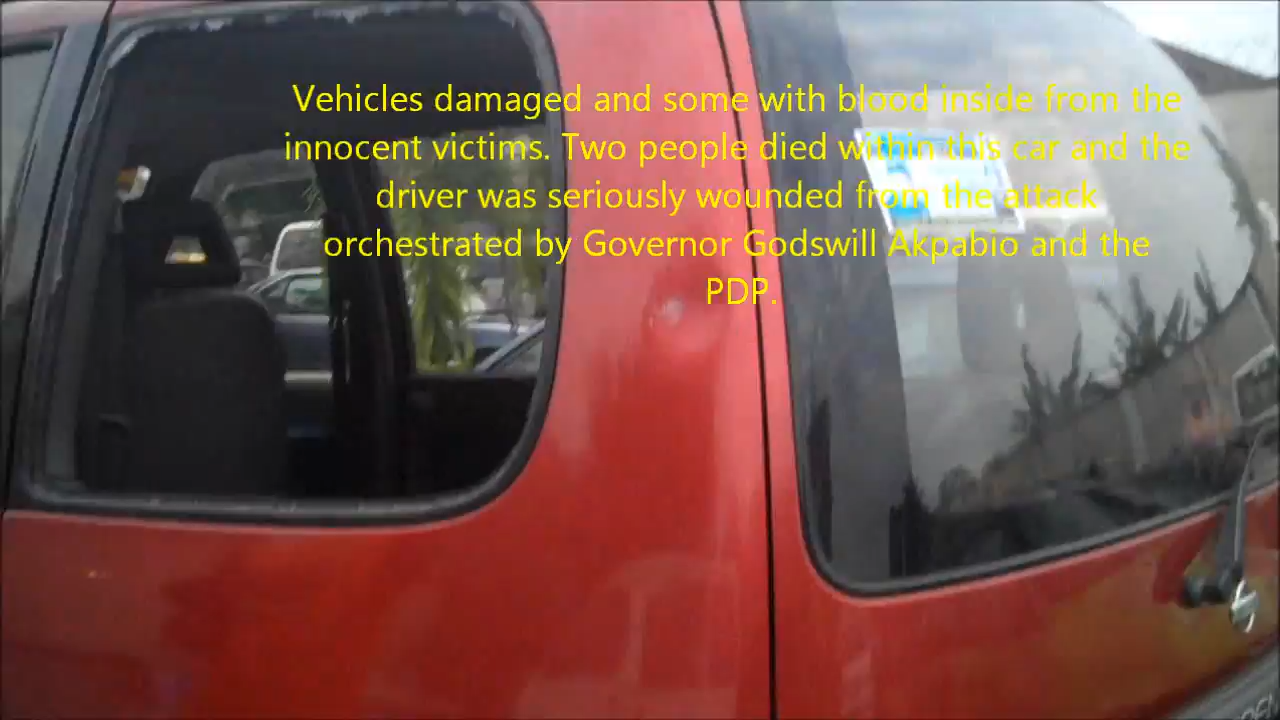 Vehicles damaged and some with blood inside from the
innocent victims. Two people died within this car and the
driver was seriously wounded from the attack
orchestrated by Governor Godswill Akpabio and the
PDP.